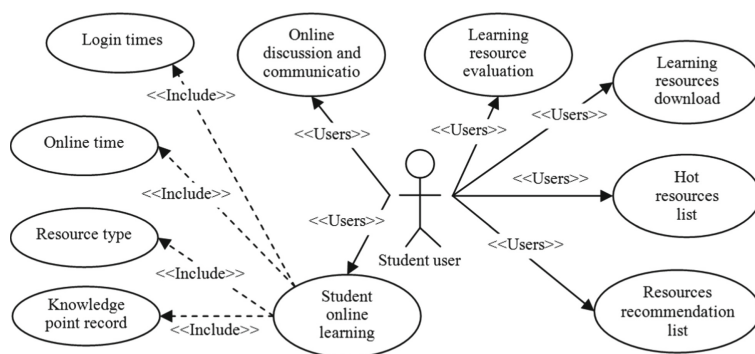 Login times
Online
discussion and
communicatio
Learning
resource
evaluation
Learning
resources
download
<<Include>>
<<Users>>
<<Users>>
<<Users>>
Online time
<<Include>>
<<Users>>
Hot
resources
list
<<Users>>
Resource type
<<Users>>
Student user
<<Include>>
Knowledge
point record
<<Include>>
Student
online
learning
Resources
recommendation
list